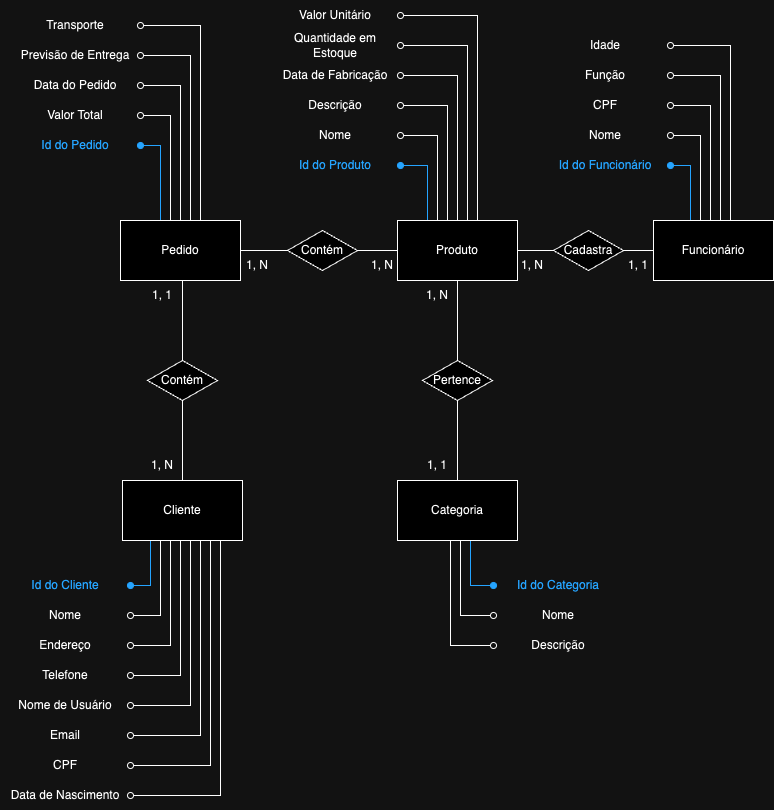 Transporte
Previsão de Entrega
Data do Pedido
Valor Total
Id do Pedido
Valor Unitário
Quantidade em
Estoque
Data de Fabricação
Descrição
Nome
Id do Produto
Idade
Função
CPF
Nome
Id do Funcionário
Pedido
1, N
Contém
1, N
Produto
1, N
Cadastra
1, 1
Funcionário
1, 1
1, N
Contém
Pertence
1, N
1, 1
Cliente
Categoria
Id do Cliente
Nome
Endereço
Telefone
Nome de Usuário
Email
CPF
Data de Nascimento
Id do Categoria
Nome
Descrição